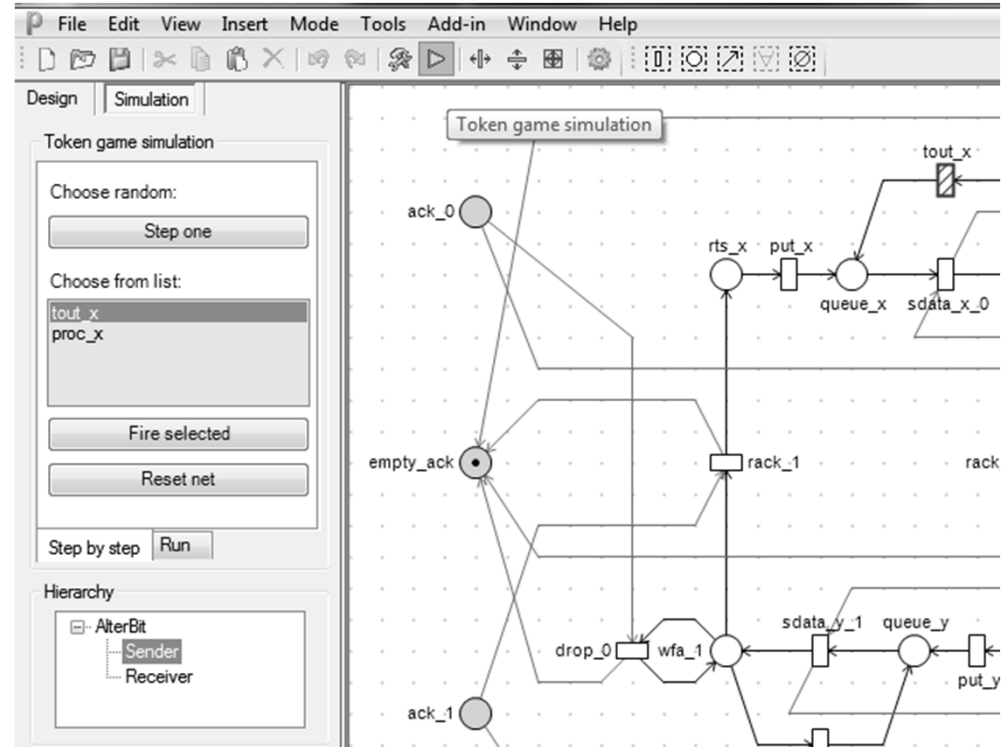 File Edit View Insert Mode Tools Add-in Window Help
Design Simulation
Token game simulation
Choose random:
Step one
Choose from list:
tout_x
proc_x
Fire selected
Reset net
Step by step Run
Hierarchy
AlterBit
Sender
Receiver
Token game simulation
tout_x
ack_0
rts_x put_x
queue_x sdata_x_0
empty_ack rack_1 rack_
sdata_y_1 queue_y
drop_0 wfa_1
put_y
ack_1